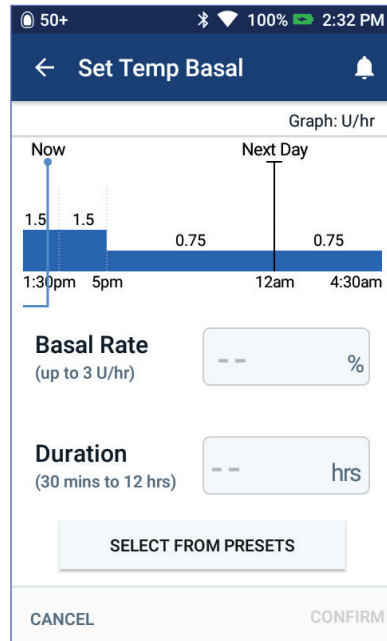 50+ 100% 2:32 PM
Set Temp Basal
Graph: U/hr
Now Next Day
1.5 1.5 0.75 0.75
1:30pm 5pm 12am 4:30am
Basal Rate
(up to 3 U/hr)
-- %
Duration
(30 mins to 12 hrs)
-- hrs
SELECT FROM PRESETS
CANCEL CONFIRM